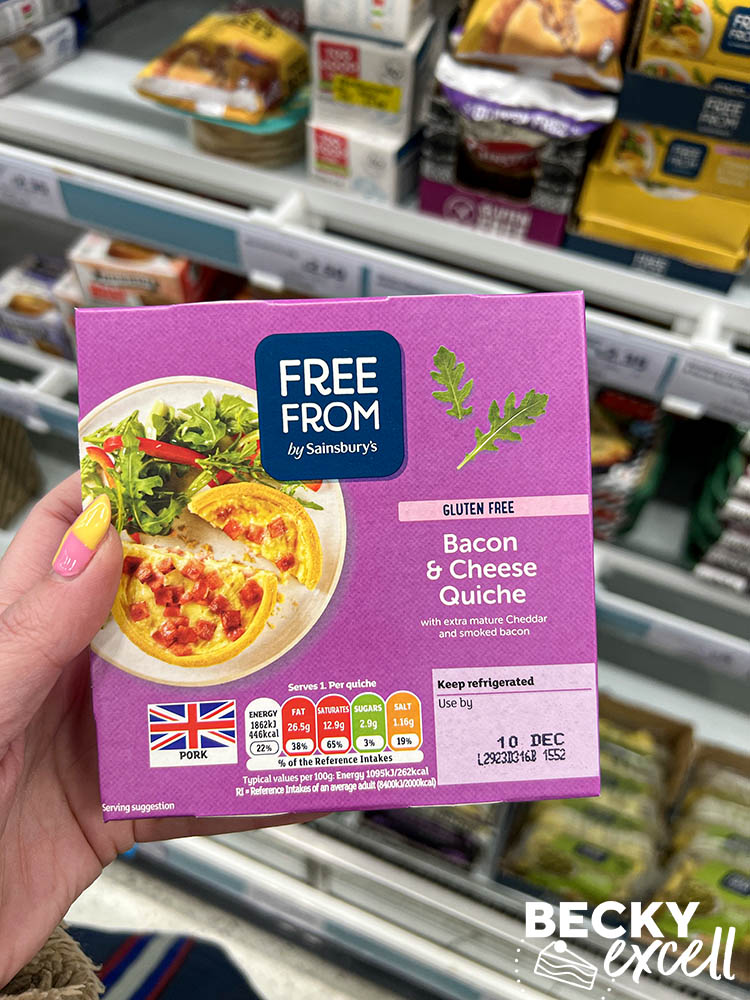 FREE
FROM
by Sainsbury's
GLUTEN FREE
Bacon
& Cheese
Quiche
with extra mature Cheddar
and smoked bacon
Keep refrigerated
Use by
10 DEC
L2923D316B 1552
Serves 1. Per quiche
ENERGY
1862kJ
446kcal
22%
FAT
26.5g
38%
SATURATES
12.9g
65%
SUGARS
2.9g
3%
SALT
1.16g
19%
% of the Reference Intakes
Typical values per 100g: Energy 1095kJ/262kcal
RI = Reference Intakes of an average adult (8400kJ/2000kcal)
PORK
Serving suggestion
FREE
FROM
BECKY
excell